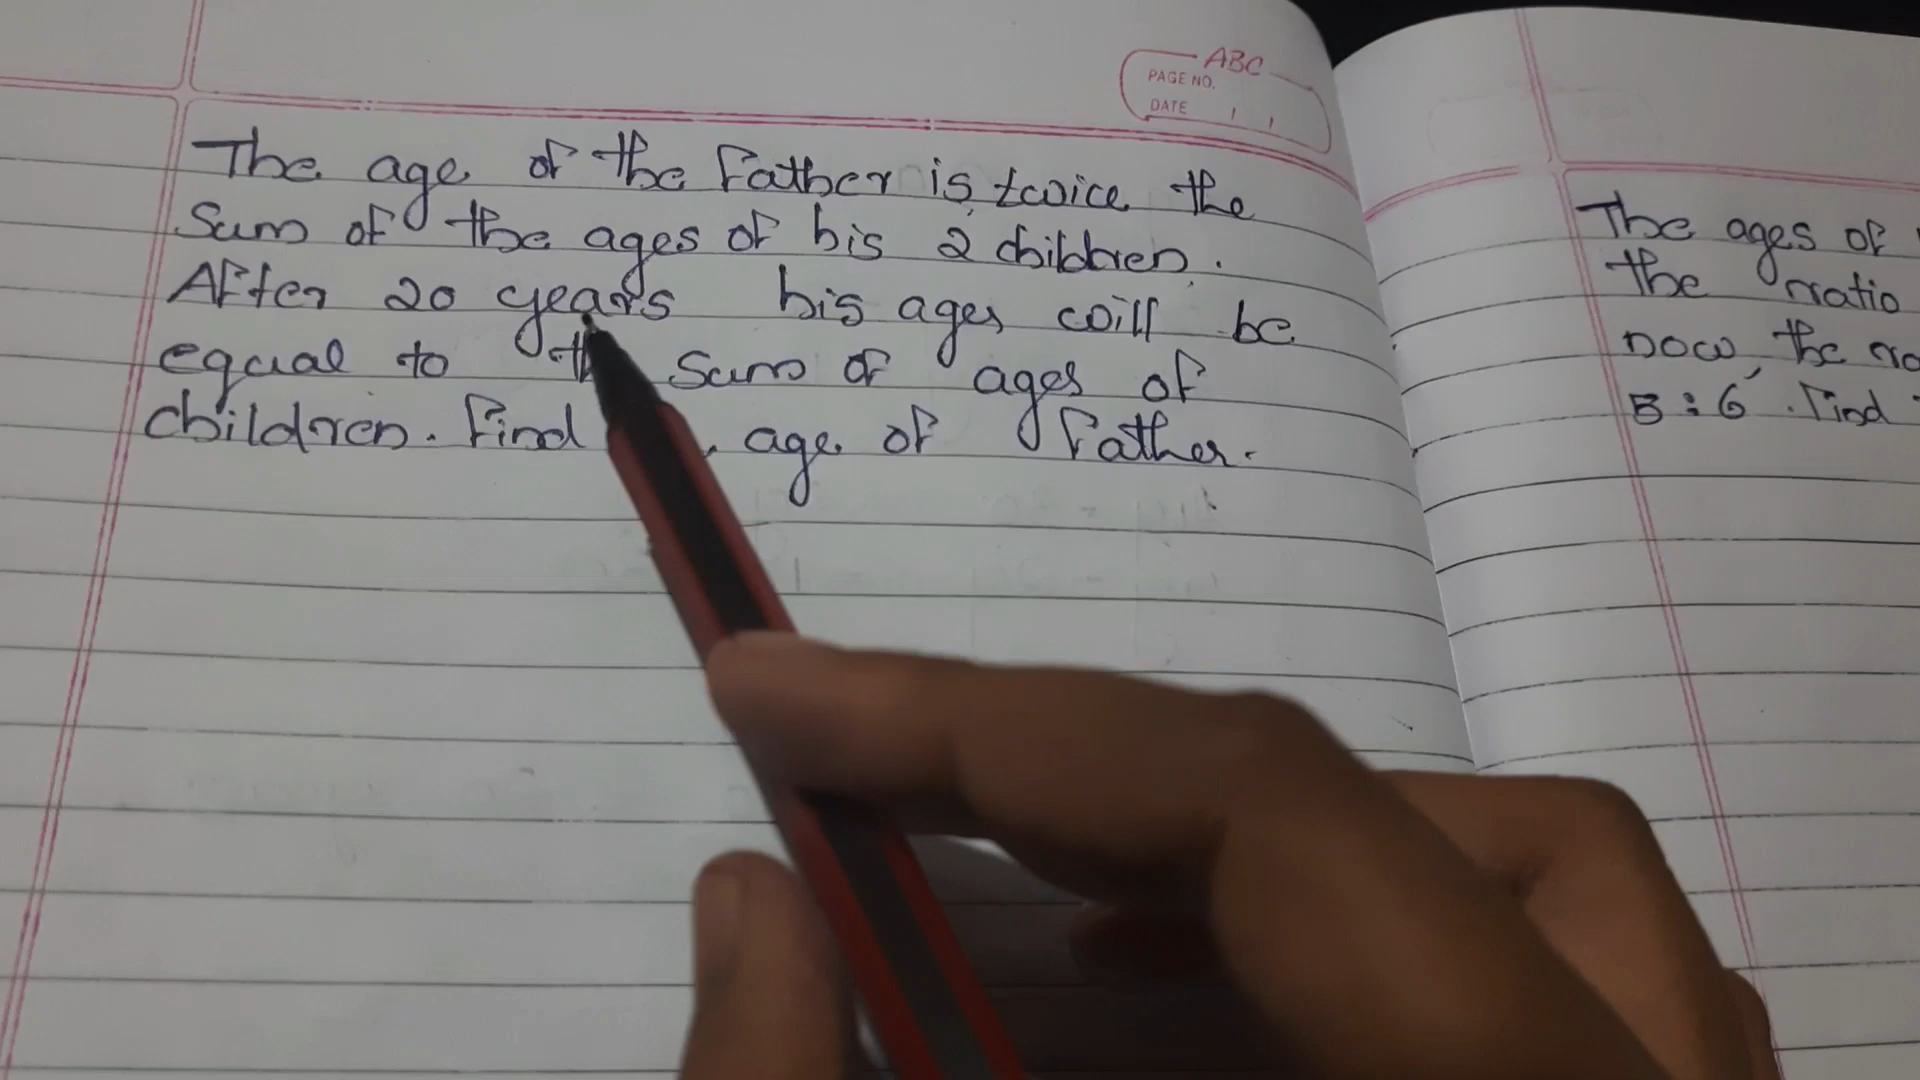 ABC
PAGE NO.
DATE / /
The age of the Father is twice the
Sum of the ages of his 2 children.
After 20 years his ages will be
equal to Sum of ages of
children. Find age of Father.
The ages of
the ratio
now, the
5 : 6 . Find